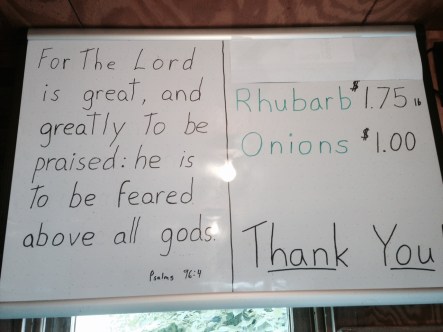 For The Lord
is great, and
greatly To be
praised: he is
To be feared
above all gods.
Psalms 96:4
Rhubarb $1.75 lb
Onions $1.00
Thank You!